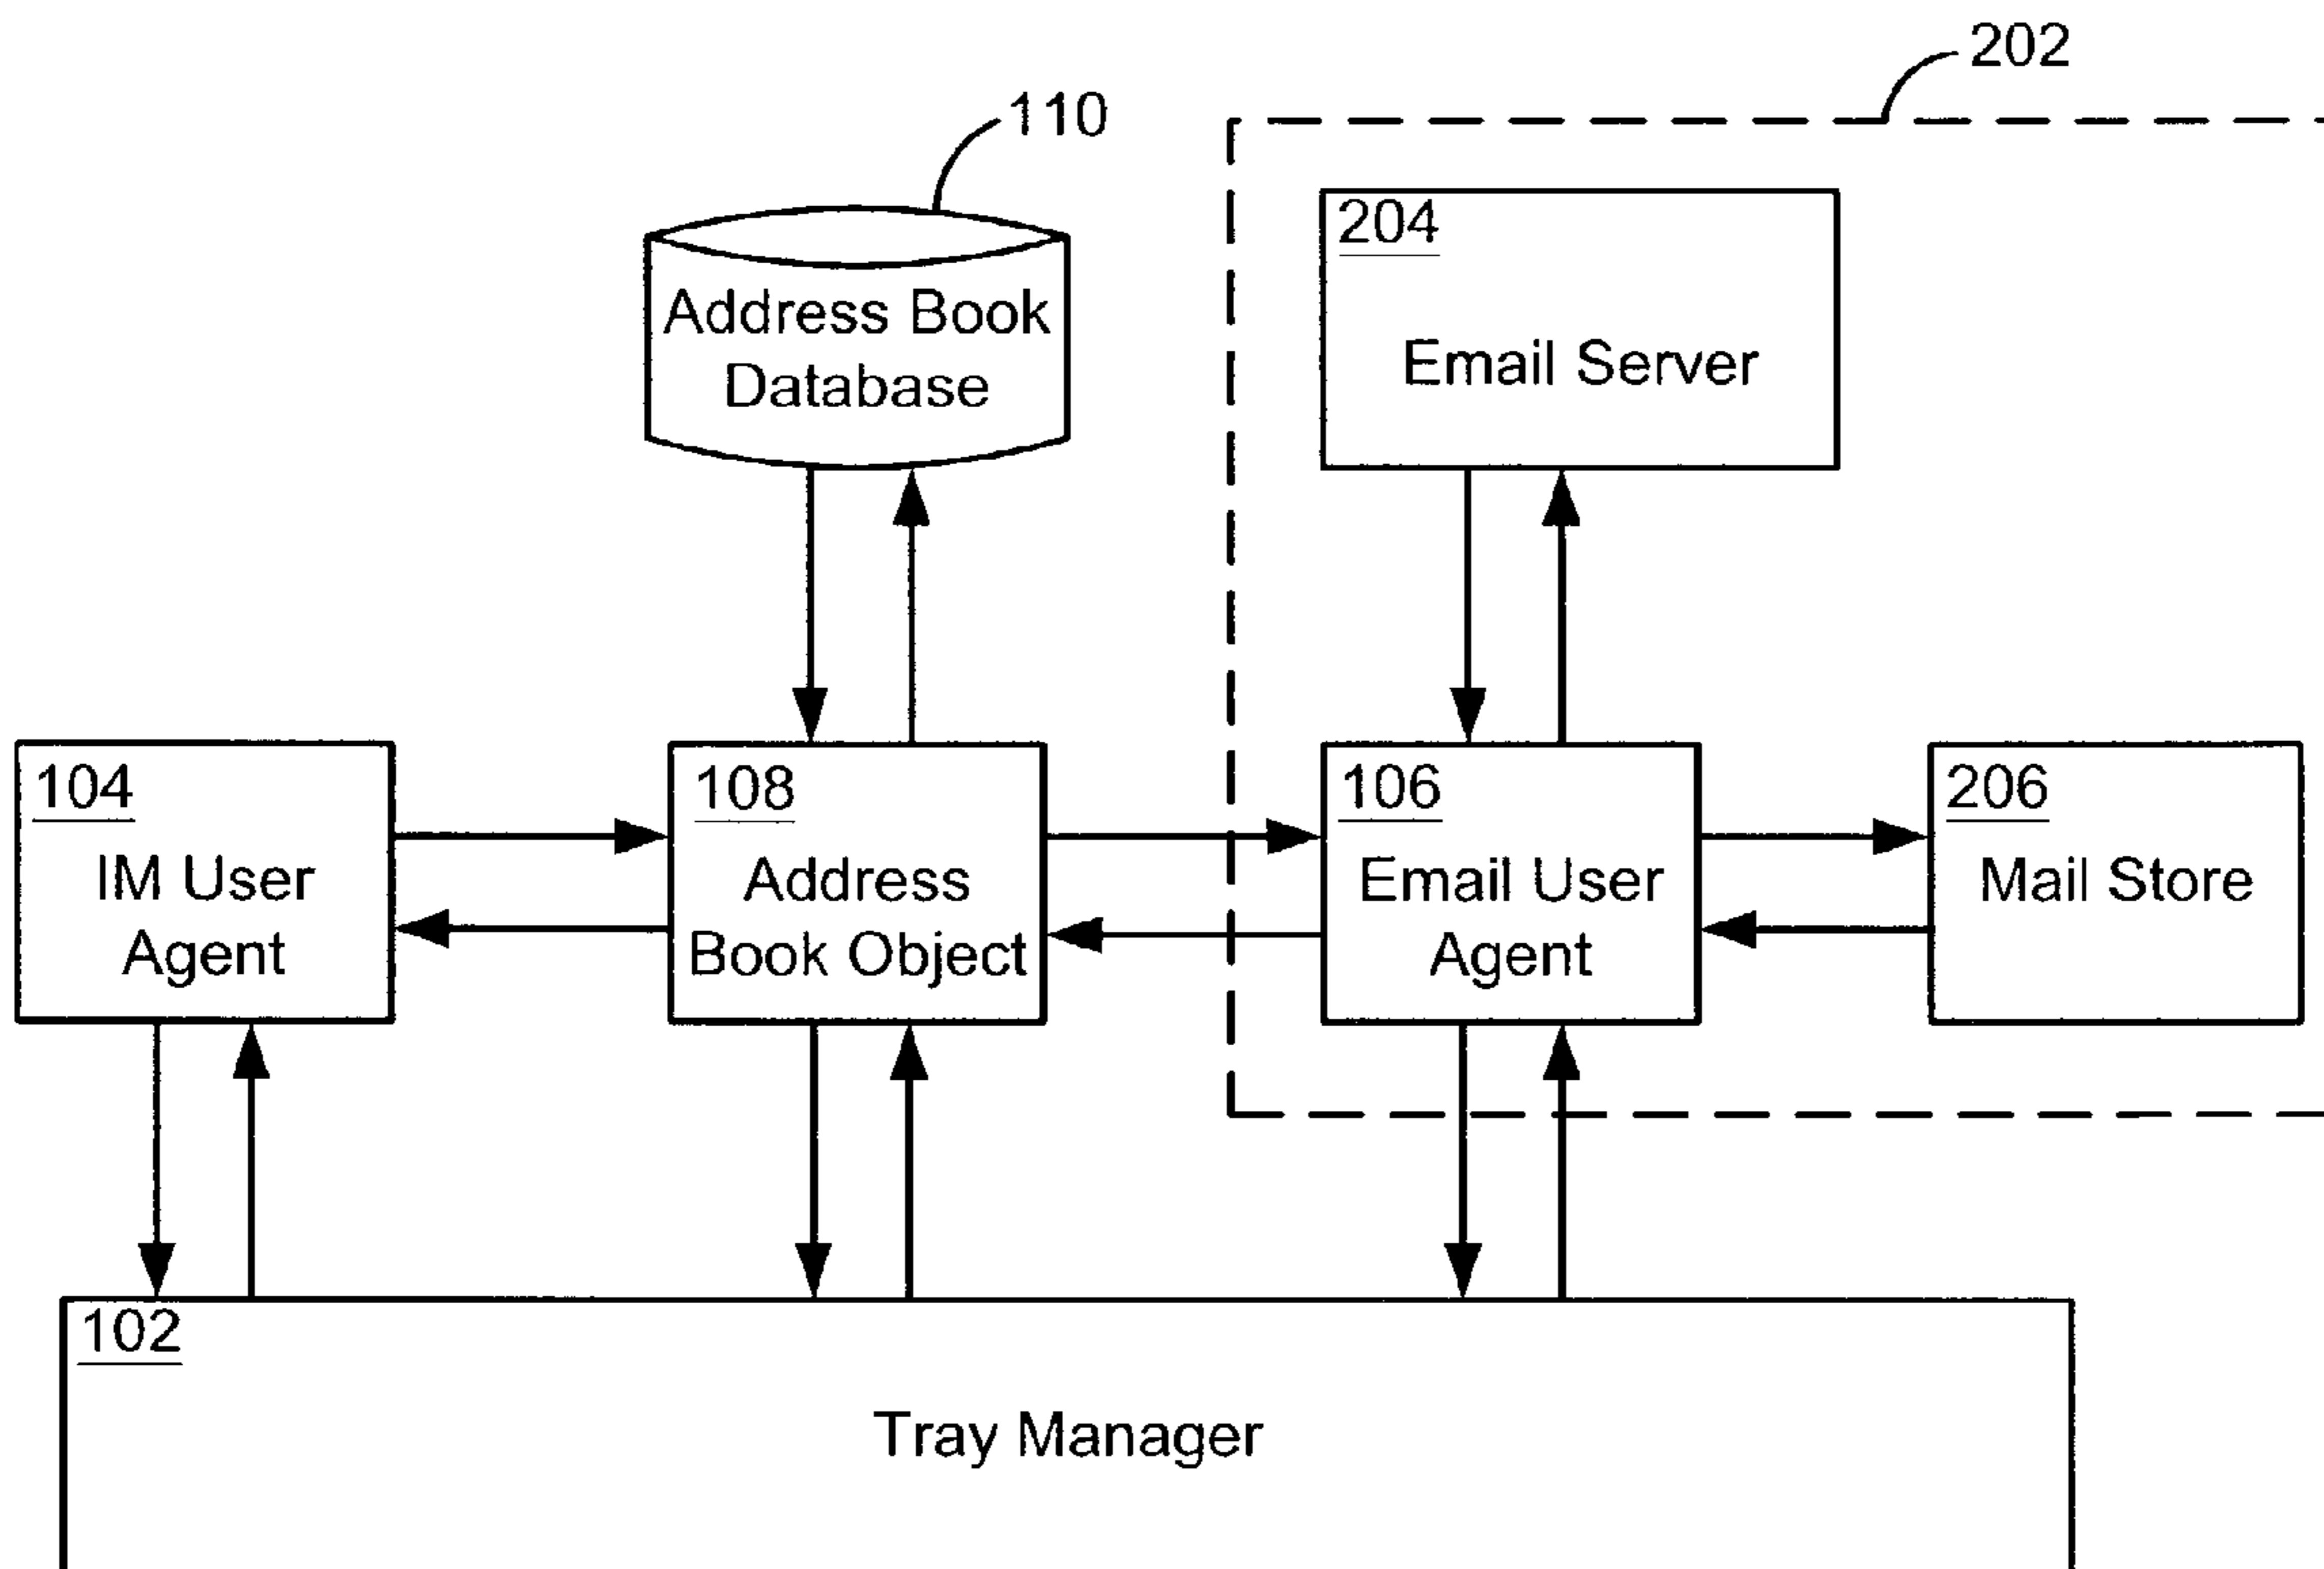 202
110
Address Book
Database
204
Email Server
104
IM User
Agent
108
Address
Book Object
106
Email User
Agent
206
Mail Store
102
Tray Manager